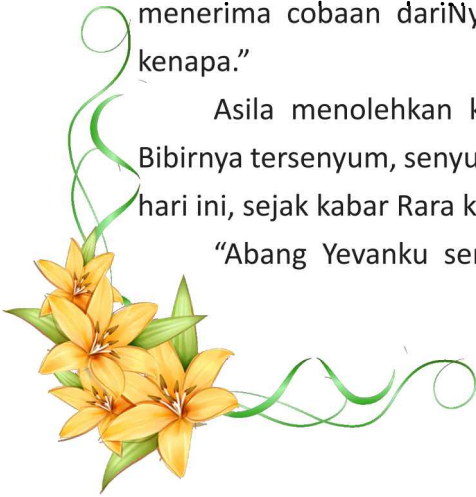 menerima cobaan dariNy
kenapa.”
Asila menolehkan k
Bibirnya tersenyum, senyu
hari ini, sejak kabar Rara k
“Abang Yevanku ser